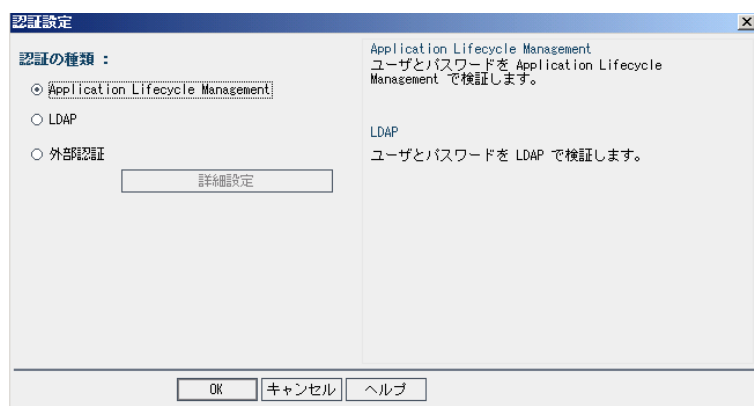 認証設定
認証の種類 :
Application Lifecycle Management
LDAP
外部認証
詳細設定
Application Lifecycle Management
ユーザとパスワードを Application Lifecycle
Management で検証します。
LDAP
ユーザとパスワードを LDAP で検証します。
OK
キャンセル
ヘルプ